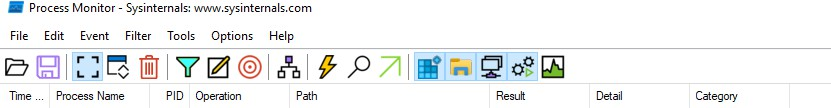 Process Monitor - Sysinternals: www.sysinternals.com
File Edit Event Filter Tools Options Help
Time ... Process Name PID Operation Path Result Detail Category